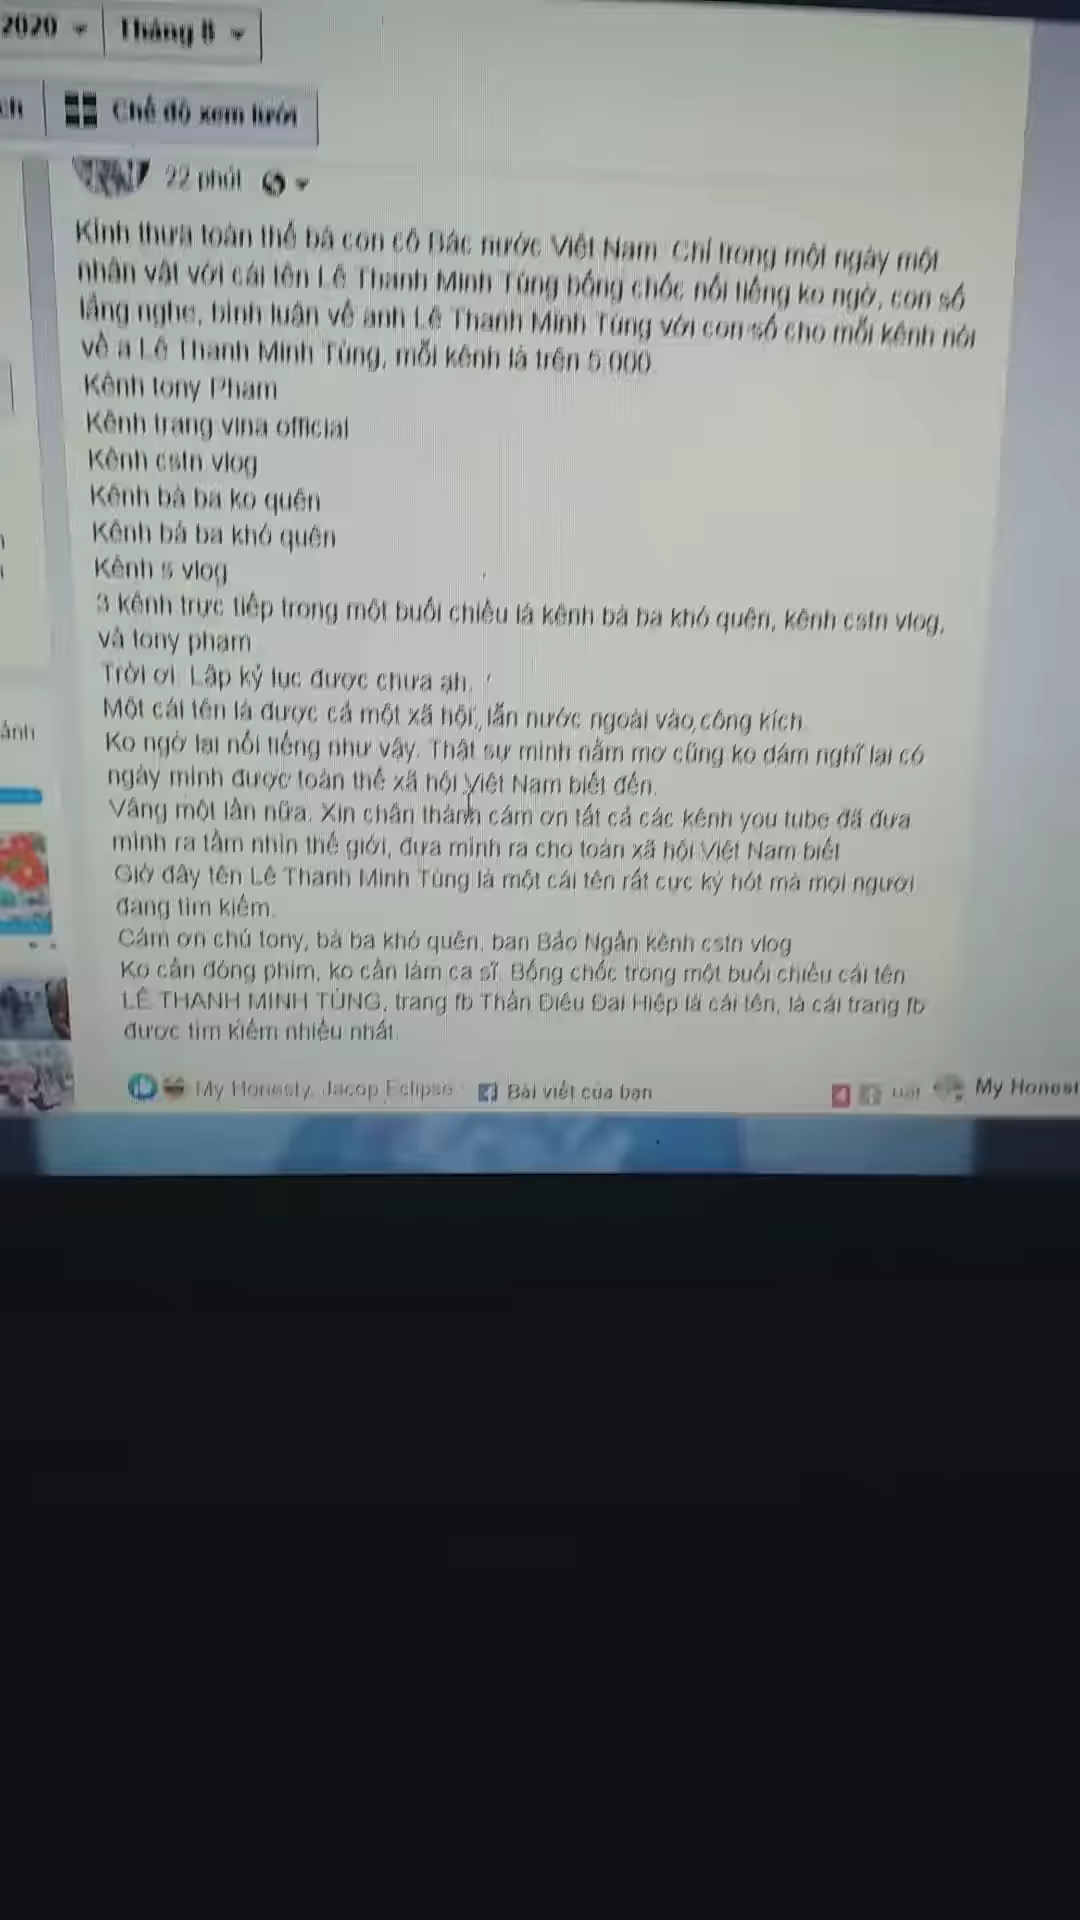 2020 Tháng 8
ch Chế độ xem lưới
22 phút
Kính thưa toàn thể bà con cô Bác nước Việt Nam. Chỉ trong một ngày một
nhân vật với cái tên Lê Thanh Minh Tùng bổng chốc nổi tiếng ko ngờ, con số
lắng nghe, bình luận về anh Lê Thanh Minh Tùng với con số cho mỗi kênh nói
về a Lê Thanh Minh Tùng, mỗi kênh là trên 5.000.
Kênh tony Pham
Kênh trang vina official
Kênh cstn vlog
Kênh bà ba ko quên
Kênh bà ba khó quên
Kênh s vlog
3 kênh trực tiếp trong một buổi chiều là kênh bà ba khó quên, kênh cstn vlog,
và tony pham
Trời ơi. Lập kỷ lục được chưa ạh.
Một cái tên là được cả một xã hội, lẫn nước ngoài vào công kích.
Ko ngờ lại nổi tiếng như vậy. Thật sự mình nằm mơ cũng ko dám nghĩ lại có
ngày mình được toàn thể xã hội Việt Nam biết đến.
Vâng một lần nữa. Xin chân thành cám ơn tất cả các kênh you tube đã đưa
mình ra tầm nhìn thế giới, đưa mình ra cho toàn xã hội Việt Nam biết
Giờ đây tên Lê Thanh Minh Tùng là một cái tên rất cực kỳ hót mà mọi người
đang tìm kiếm.
Cám ơn chú tony, bà ba khó quên, bạn Bảo Ngân kênh cstn vlog
Ko cần đóng phim, ko cần làm ca sĩ. Bổng chốc trong một buổi chiều cái tên
LÊ THANH MINH TÙNG, trang fb Thần Điêu Đại Hiệp là cái tên, là cái trang fb
được tìm kiếm nhiều nhất.
ảnh
My Honesty, Jacop Eclipse Bài viết của bạn My Honest